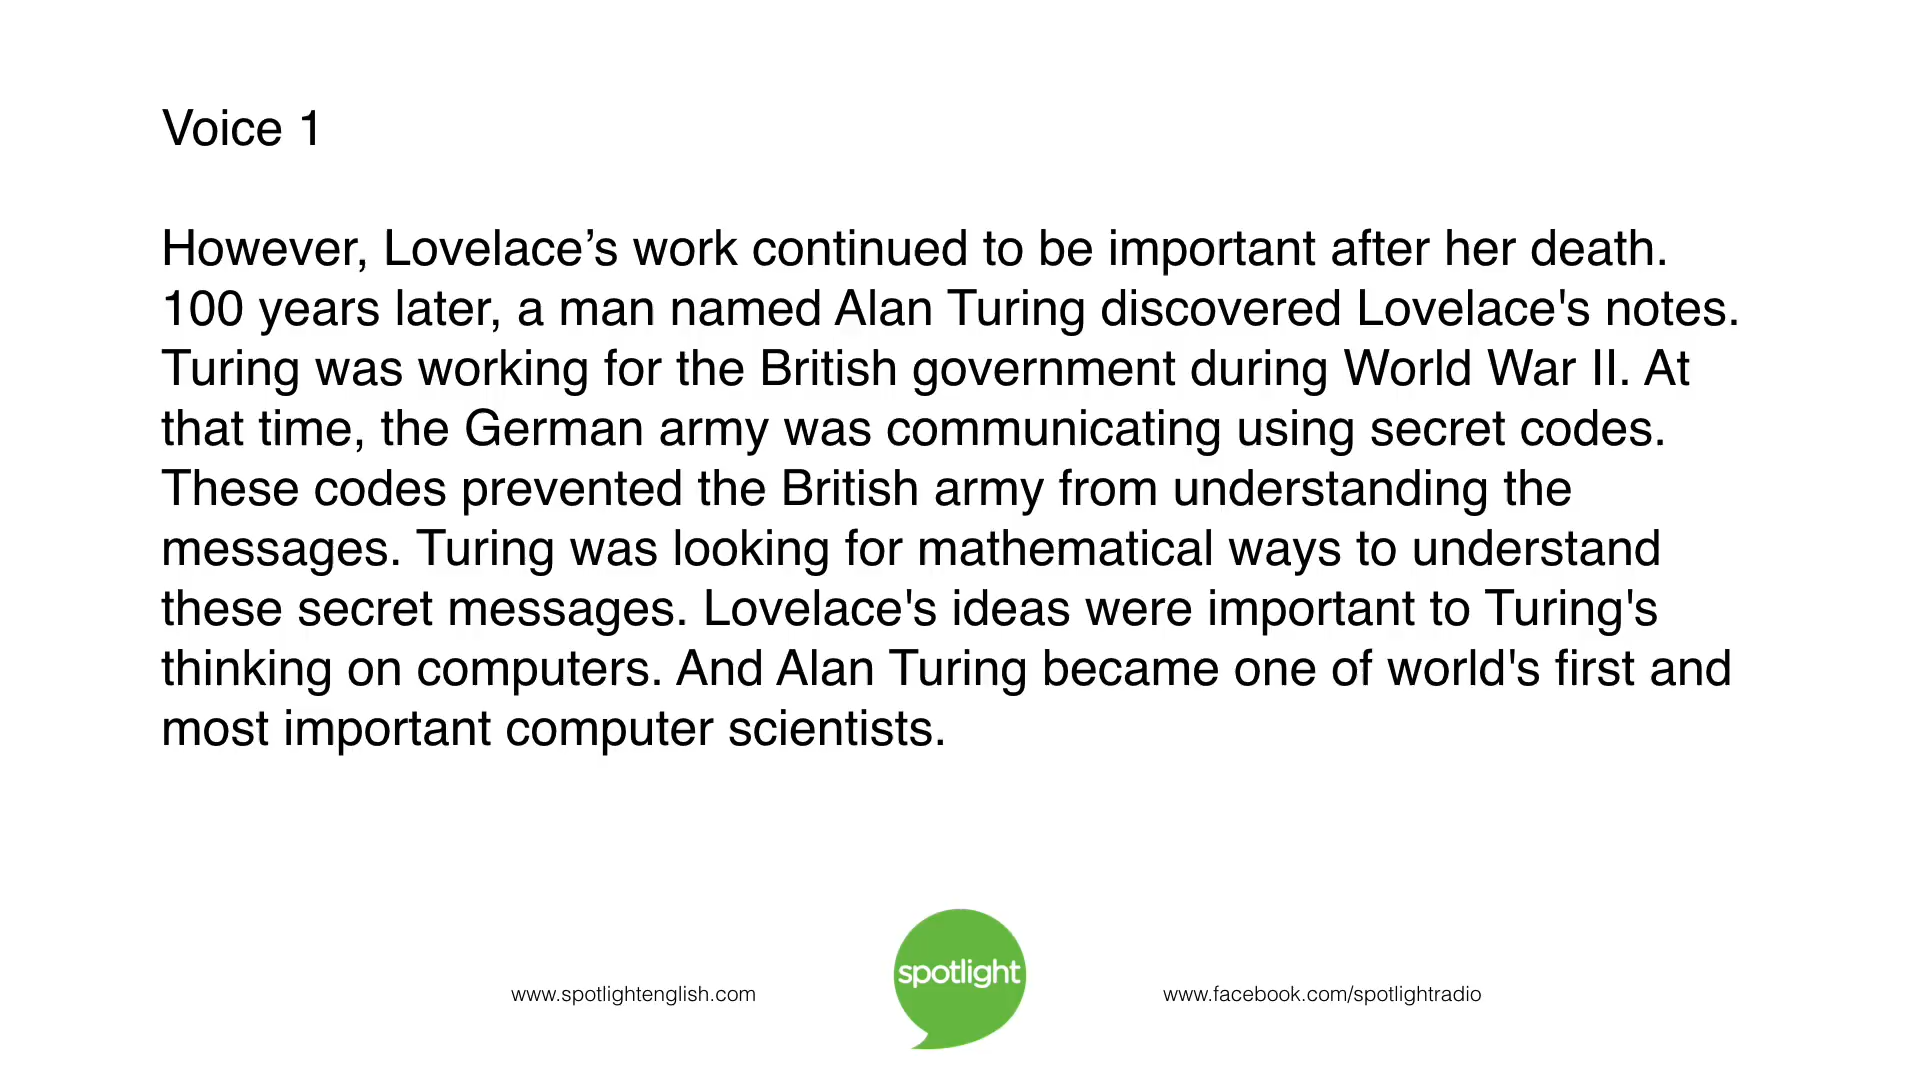 Voice 1
However, Lovelace’s work continued to be important after her death.
100 years later, a man named Alan Turing discovered Lovelace's notes.
Turing was working for the British government during World War II. At
that time, the German army was communicating using secret codes.
These codes prevented the British army from understanding the
messages. Turing was looking for mathematical ways to understand
these secret messages. Lovelace's ideas were important to Turing's
thinking on computers. And Alan Turing became one of world's first and
most important computer scientists.
www.spotlightenglish.com
spotlight
www.facebook.com/spotlightradio